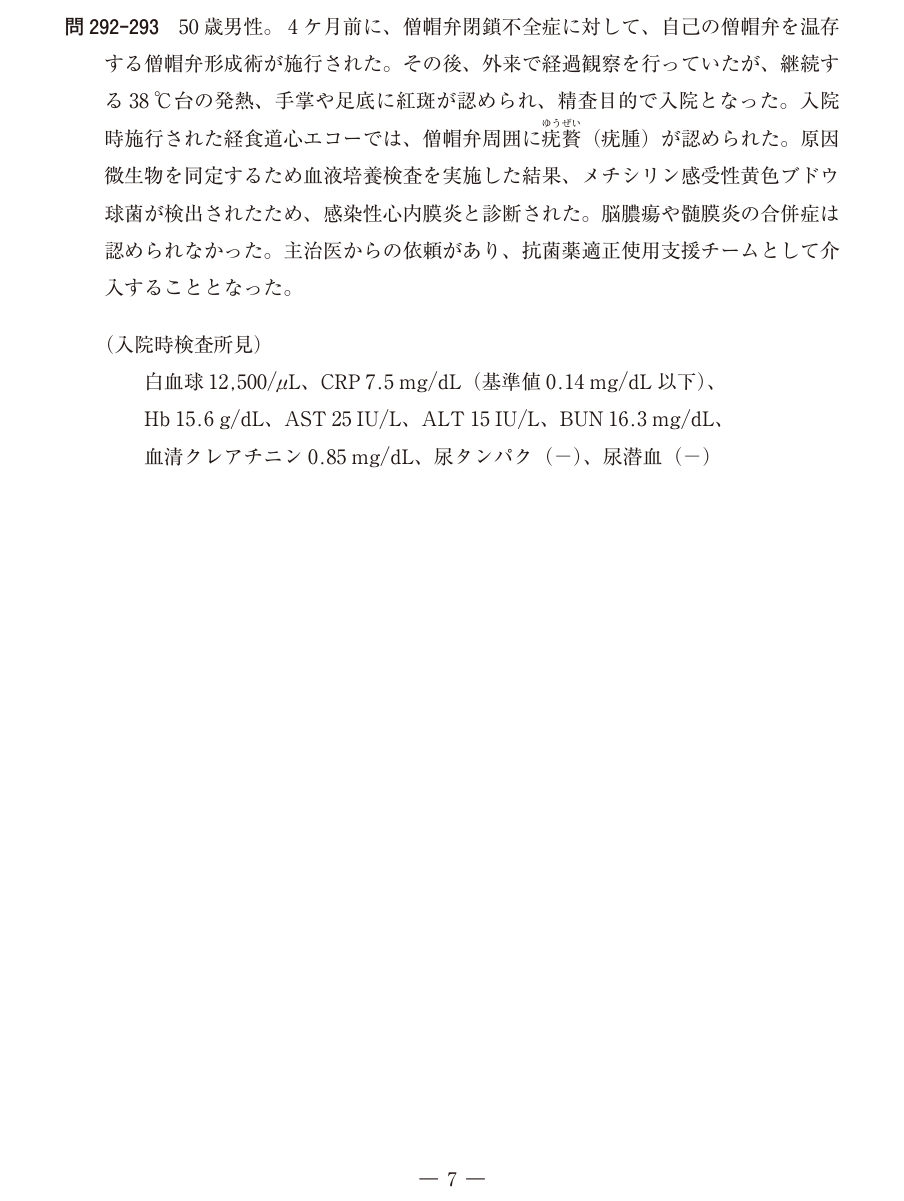 問 292-293　50 歳男性。4 ケ月前に、僧帽弁閉鎖不全症に対して、自己の僧帽弁を温存
する僧帽弁形成術が施行された。その後、外来で経過観察を行っていたが、継続す
る 38 ℃台の発熱、手掌や足底に紅斑が認められ、精査目的で入院となった。入院
ゆうぜい
時施行された経食道心エコーでは、僧帽弁周囲に疣贅（疣腫）が認められた。原因
微生物を同定するため血液培養検査を実施した結果、メチシリン感受性黄色ブドウ
球菌が検出されたため、感染性心内膜炎と診断された。脳膿瘍や髄膜炎の合併症は
認められなかった。主治医からの依頼があり、抗菌薬適正使用支援チームとして介
入することとなった。
（入院時検査所見）
白血球 12,500/μL、CRP 7.5 mg/dL（基準値 0.14 mg/dL 以下）、
Hb 15.6 g/dL、AST 25 IU/L、ALT 15 IU/L、BUN 16.3 mg/dL、
血清クレアチニン 0.85 mg/dL、尿タンパク（－）、尿潜血（－）
― 7 ―